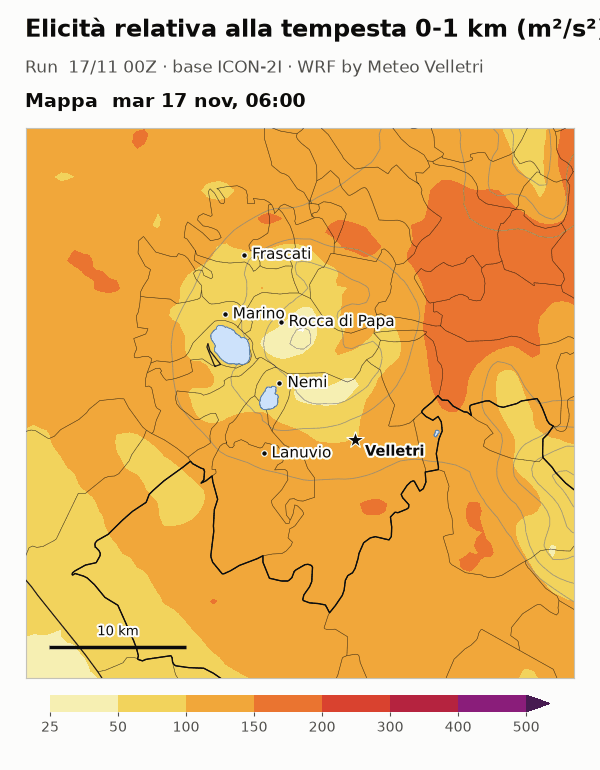 Elicità relativa alla tempesta 0-1 km (m²/s²)
Run 17/11 00Z · base ICON-2I · WRF by Meteo Velletri
Mappa mar 17 nov, 06:00
Frascati
Marino
Rocca di Papa
Nemi
Velletri
Lanuvio
10 km
25 50 100 150 200 300 400 500